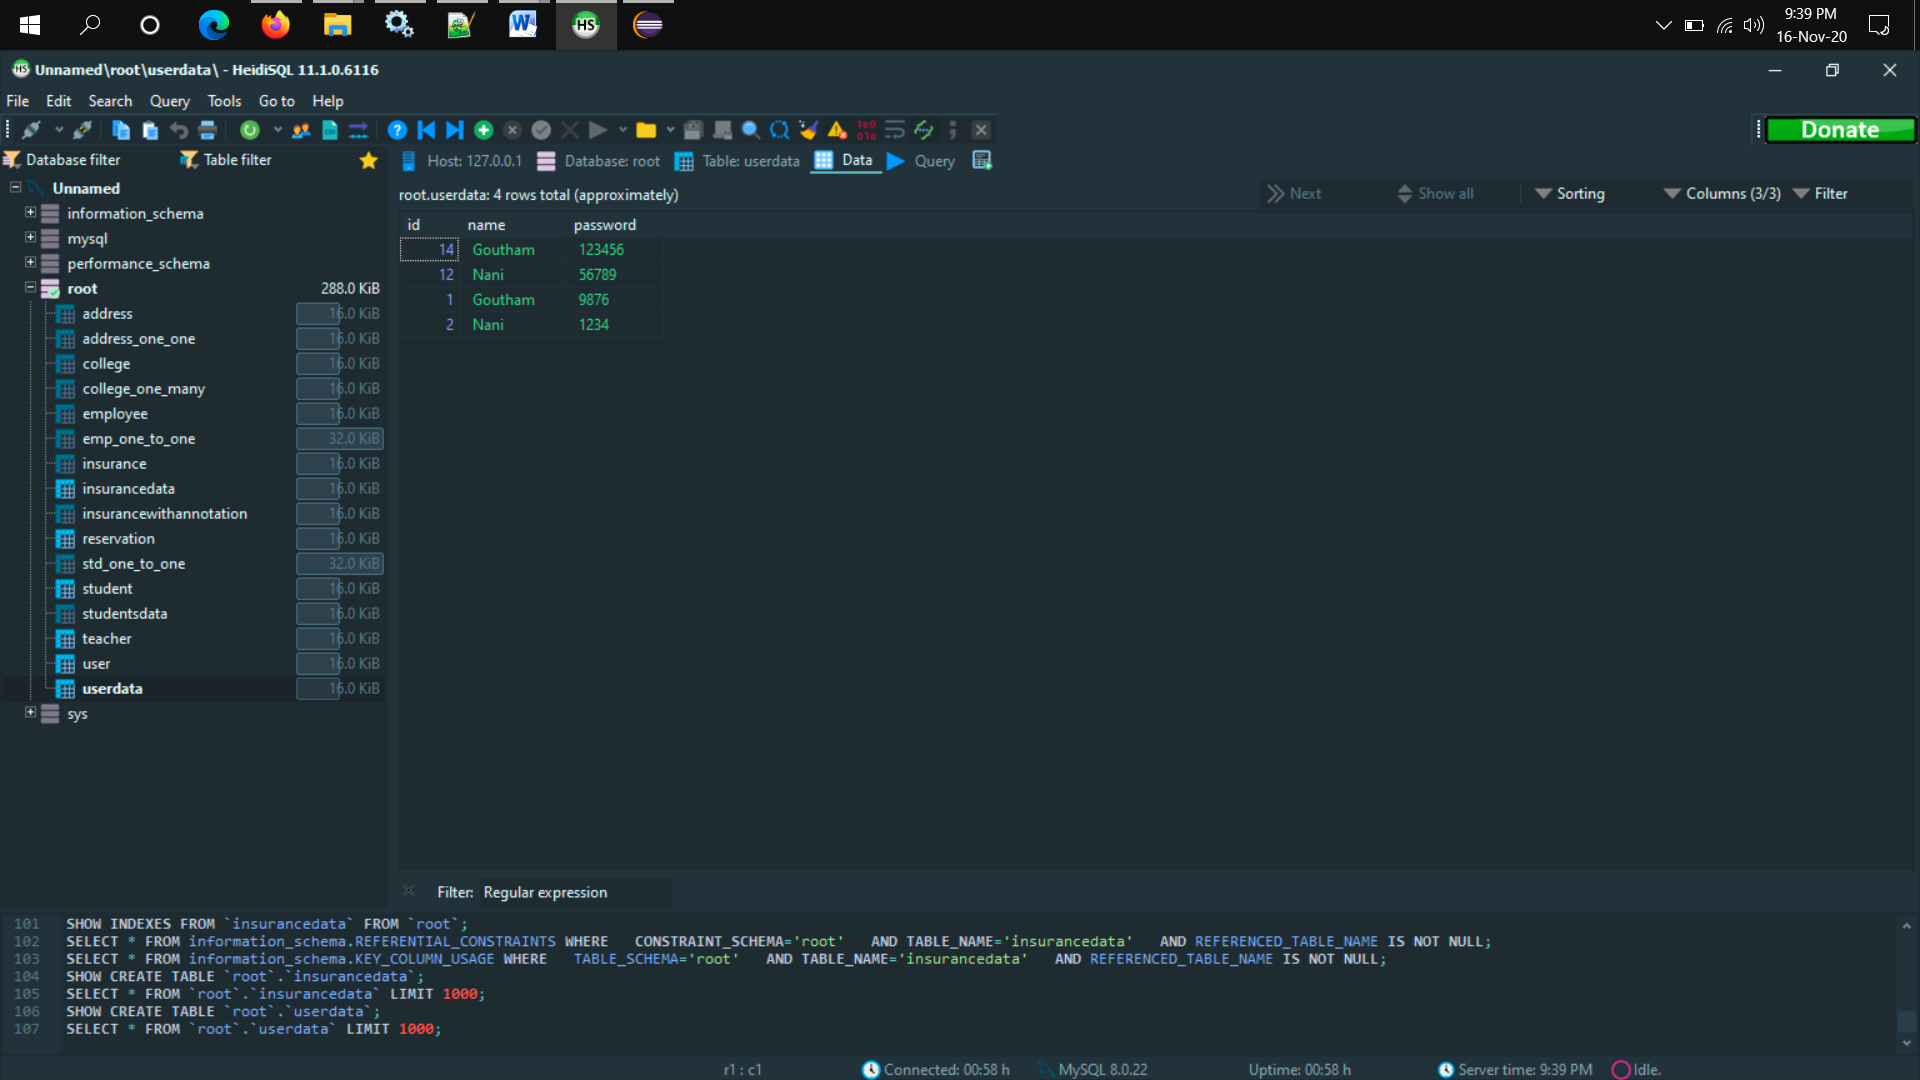 9:39 PM
16-Nov-20
Unnamed\root\userdata\ - HeidiSQL 11.1.0.6116
File Edit Search Query Tools Go to Help
Donate
Database filter Table filter
Host: 127.0.0.1 Database: root Table: userdata Data Query
root.userdata: 4 rows total (approximately) Next Show all Sorting Columns (3/3) Filter
id name password
14 Goutham 123456
12 Nani 56789
1 Goutham 9876
2 Nani 1234
Unnamed
information_schema
mysql
performance_schema
root 288.0 KiB
address 16.0 KiB
address_one_one 16.0 KiB
college 16.0 KiB
college_one_many 16.0 KiB
employee 16.0 KiB
emp_one_to_one 32.0 KiB
insurance 16.0 KiB
insurancedata 16.0 KiB
insurancewithannotation 16.0 KiB
reservation 16.0 KiB
std_one_to_one 32.0 KiB
student 16.0 KiB
studentsdata 16.0 KiB
teacher 16.0 KiB
user 16.0 KiB
userdata 16.0 KiB
sys
Filter: Regular expression
101 SHOW INDEXES FROM `insurancedata` FROM `root`;
102 SELECT * FROM information_schema.REFERENTIAL_CONSTRAINTS WHERE CONSTRAINT_SCHEMA='root' AND TABLE_NAME='insurancedata' AND REFERENCED_TABLE_NAME IS NOT NULL;
103 SELECT * FROM information_schema.KEY_COLUMN_USAGE WHERE TABLE_SCHEMA='root' AND TABLE_NAME='insurancedata' AND REFERENCED_TABLE_NAME IS NOT NULL;
104 SHOW CREATE TABLE `root`.`insurancedata`;
105 SELECT * FROM `root`.`insurancedata` LIMIT 1000;
106 SHOW CREATE TABLE `root`.`userdata`;
107 SELECT * FROM `root`.`userdata` LIMIT 1000;
r1 : c1 Connected: 00:58 h MySQL 8.0.22 Uptime: 00:58 h Server time: 9:39 PM Idle.